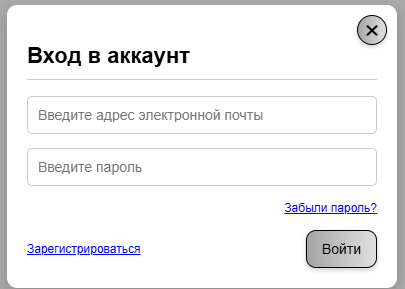 Вход в аккаунт
Введите адрес электронной почты
Введите пароль
Забыли пароль?
Зарегистрироваться
Войти